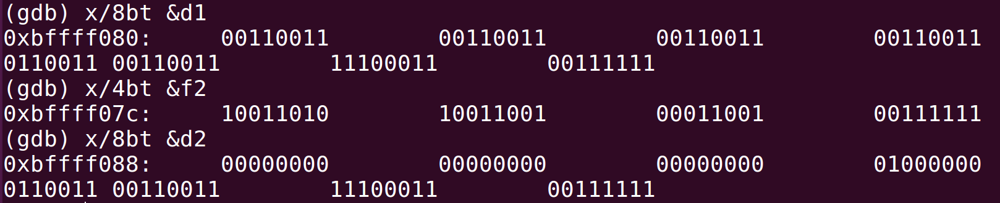 (gdb) x/8bt &d1
0xbffff080:     00110011        00110011        00110011        00110011
0110011 00110011        11100011        00111111
(gdb) x/4bt &f2
0xbffff07c:     10011010        10011001        00011001        00111111
(gdb) x/8bt &d2
0xbffff088:     00000000        00000000        00000000        01000000
0110011 00110011        11100011        00111111